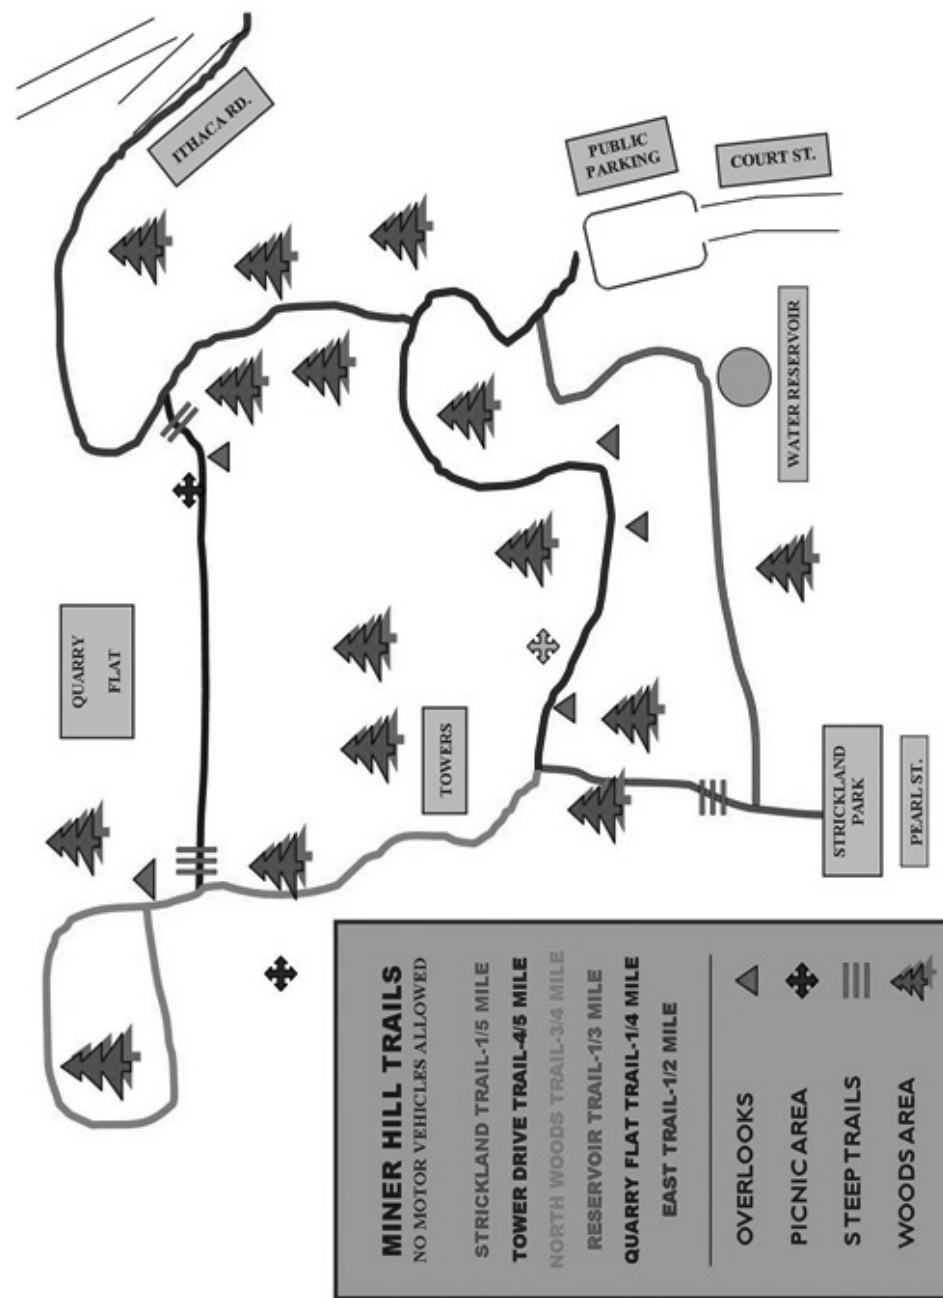 ITHACA RD.
PUBLIC
PARKING
COURT ST.
WATER RESERVOIR
QUARRY
FLAT
TOWERS
STRICKLAND
PARK
PEARL ST.
MINER HILL TRAILS
NO MOTOR VEHICLES ALLOWED
STRICKLAND TRAIL-1/5 MILE
TOWER DRIVE TRAIL-4/5 MILE
NORTH WOODS TRAIL-3/4 MILE
RESERVOIR TRAIL-1/3 MILE
QUARRY FLAT TRAIL-1/4 MILE
EAST TRAIL-1/2 MILE
OVERLOOKS
PICNIC AREA
STEEP TRAILS
WOODS AREA